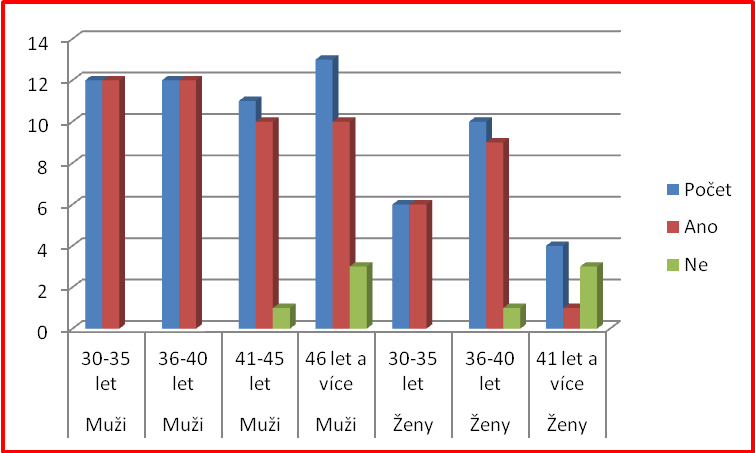 14
12
10
8
6
4
2
0
30-35 let
36-40 let
41-45 let
46 let a více
30-35 let
36-40 let
41 let a více
Muži
Muži
Muži
Muži
Ženy
Ženy
Ženy
Počet
Ano
Ne